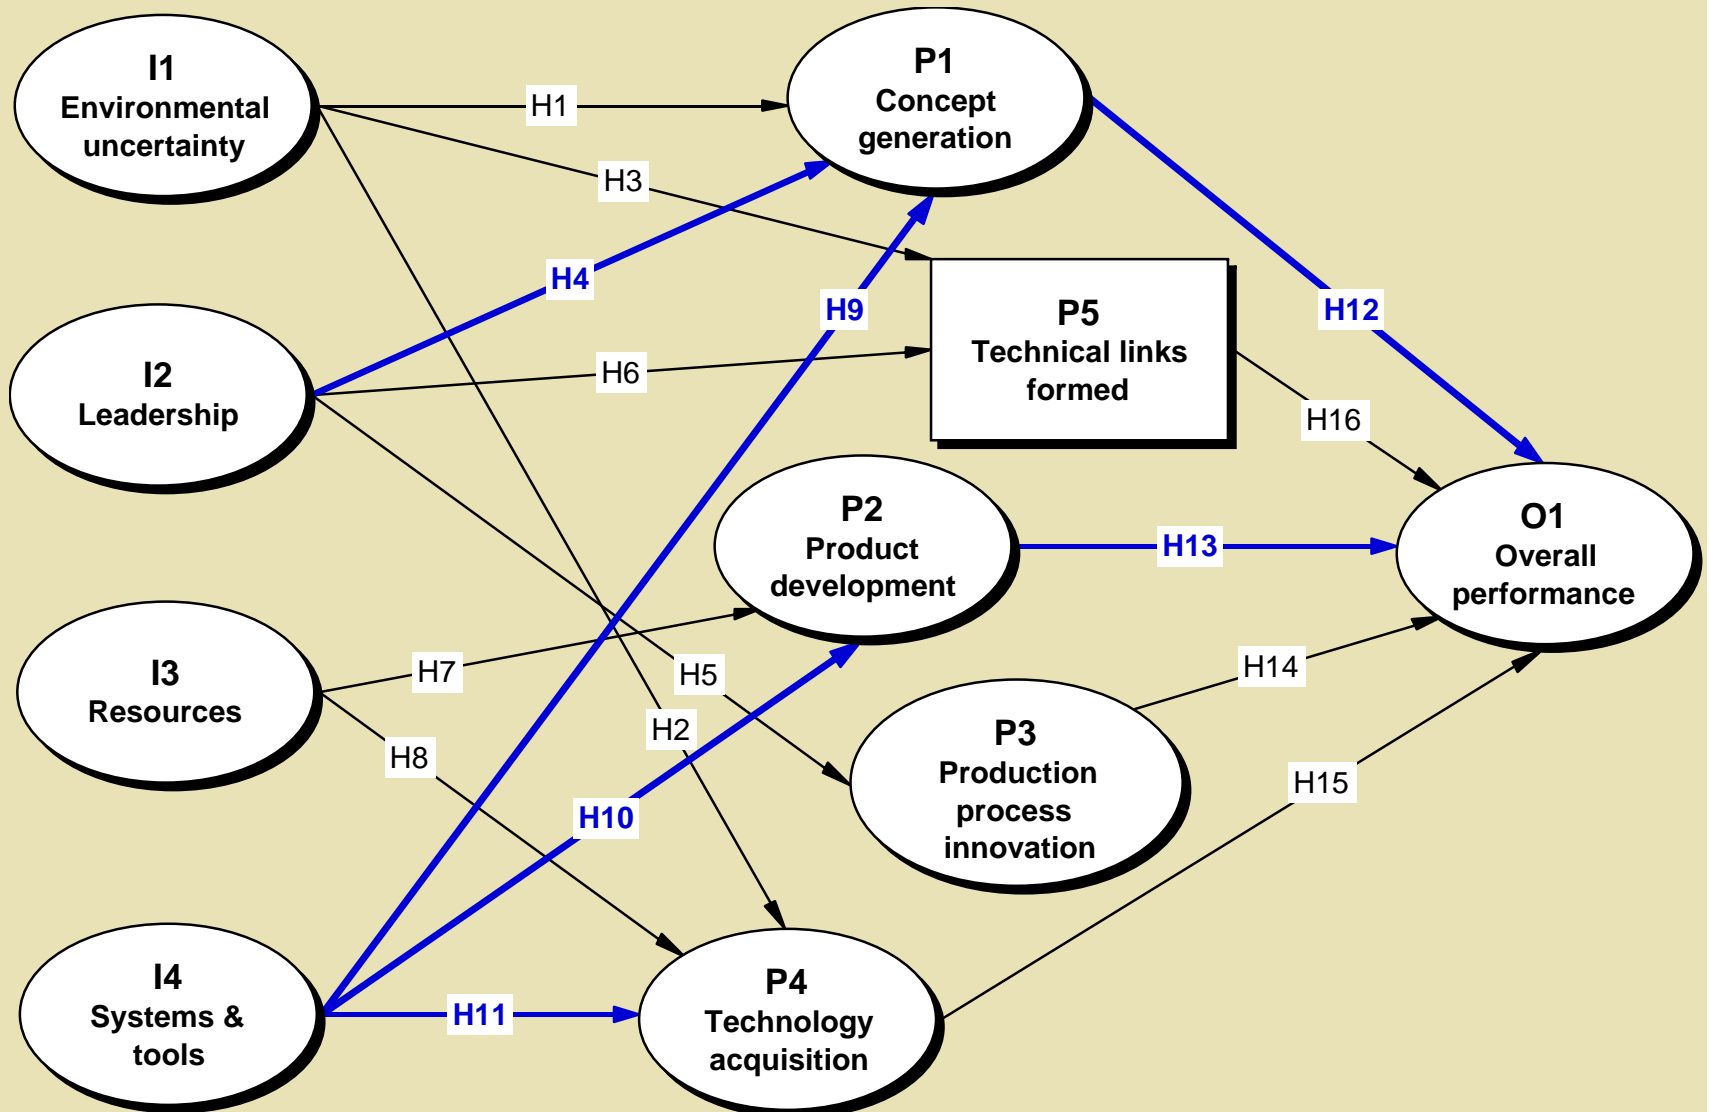 I1
Environmental
uncertainty
H1
P1
Concept
generation
H3
H4
H9
H12
I2
Leadership
H6
P5
Technical links
formed
H16
P2
Product
development
H13
O1
Overall
performance
I3
Resources
H7
H5
H2
H8
H14
P3
Production
process
innovation
H15
H10
I4
Systems &
tools
H11
P4
Technology
acquisition